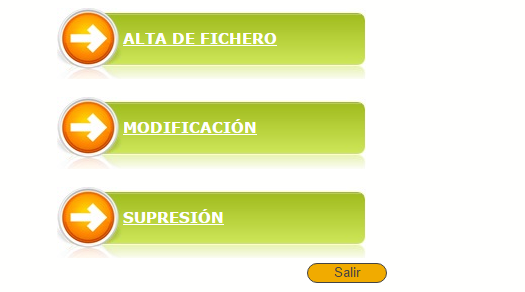 ALTA DE FICHERO
MODIFICACIÓN
SUPRESIÓN
Salir